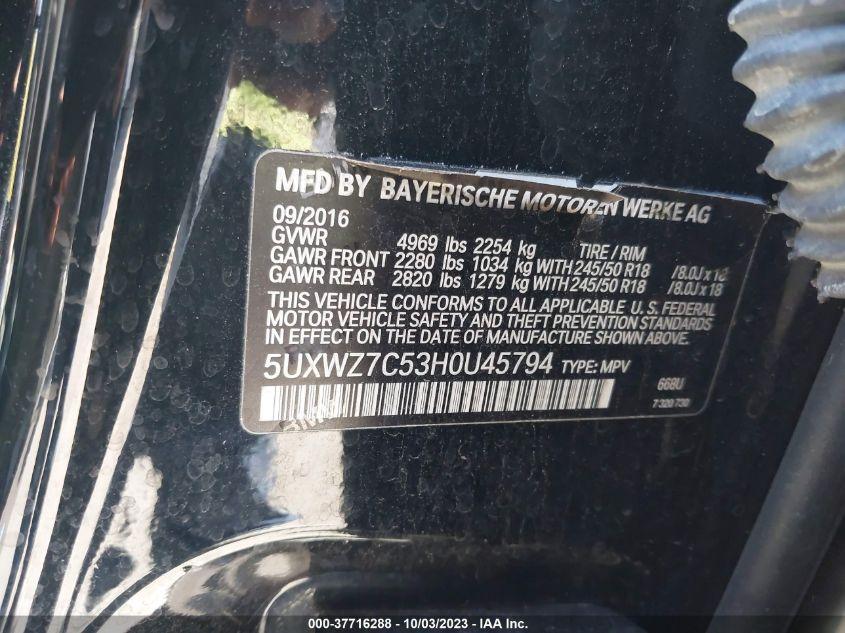 MFD BY BAYERISCHE MOTOREN WERKE AG
09/2016
GVWR 4969 lbs 2254 kg TIRE / RIM
GAWR FRONT 2280 lbs 1034 kg WITH 245/50 R18 /8.0J x 18
GAWR REAR 2820 lbs 1279 kg WITH 245/50 R18 /8.0J x 18
THIS VEHICLE CONFORMS TO ALL APPLICABLE U. S. FEDERAL
MOTOR VEHICLE SAFETY AND THEFT PREVENTION STANDARDS
IN EFFECT ON THE DATE OF MANUFACTURE SHOWN ABOVE.
5UXWZ7C53H0U45794 TYPE: MPV
668U
7 320 730
000-37716288 - 10/03/2023 - IAA Inc.